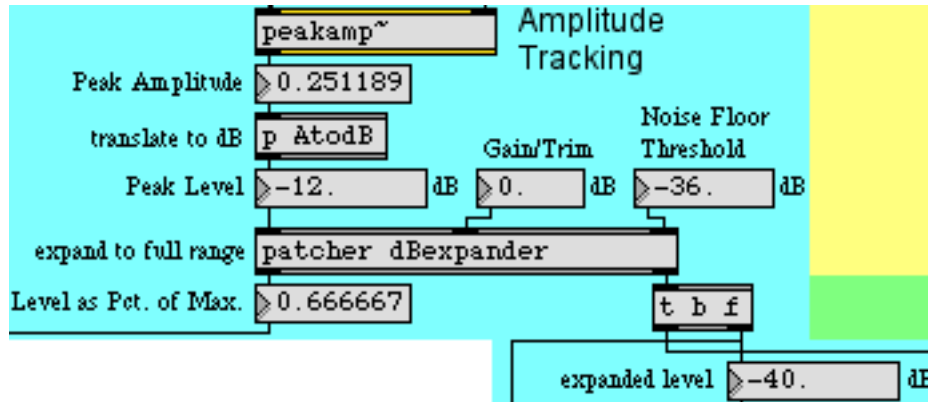 peakamp~
Amplitude
Tracking
Peak Amplitude
0.251189
translate to dB
p AtodB
Gain/Trim
Noise Floor
Threshold
Peak Level
-12.
dB
0.
dB
-36.
dB
expand to full range
patcher dBexpander
Level as Pct. of Max.
0.666667
t b f
expanded level
-40.
dB